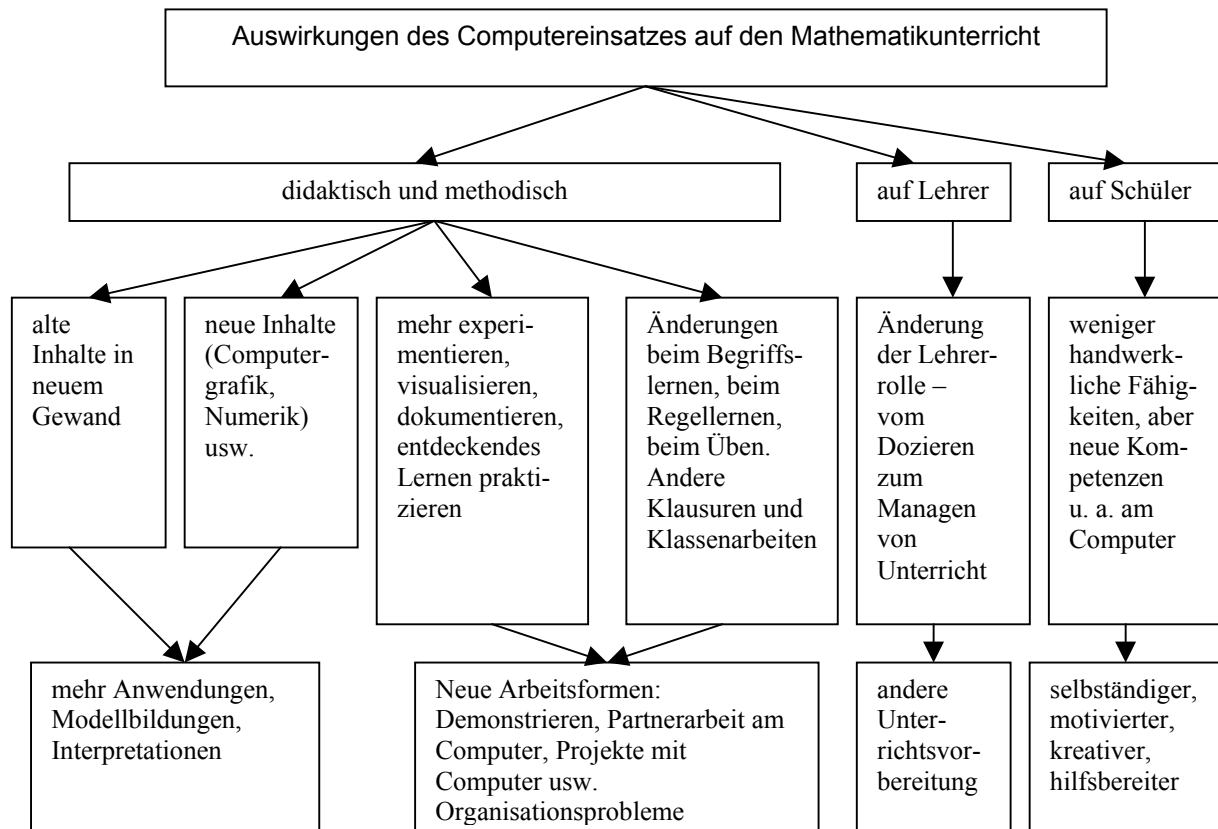 Auswirkungen des Computereinsatzes auf den Mathematikunterricht
didaktisch und methodisch
auf Lehrer
auf Schüler
alte
Inhalte in
neuem
Gewand
neue Inhalte
(Computer-
grafik,
Numerik)
usw.
mehr experi-
mentieren,
visualisieren,
dokumentieren,
entdeckendes
Lernen prakti-
zieren
Änderungen
beim Begriffs-
lernen, beim
Regellernen,
beim Üben.
Andere
Klausuren und
Klassenarbeiten
Änderung
der Lehrer-
rolle –
vom
Dozieren
zum
Managen
von
Unterricht
weniger
handwerk-
liche Fähig-
keiten, aber
neue Kom-
petenzen
u. a. am
Computer
mehr Anwendungen,
Modellbildungen,
Interpretationen
Neue Arbeitsformen:
Demonstrieren, Partnerarbeit am
Computer, Projekte mit
Computer usw.
Organisationsprobleme
andere
Unter-
richtsvor-
bereitung
selbständiger,
motivierter,
kreativer,
hilfsbereiter